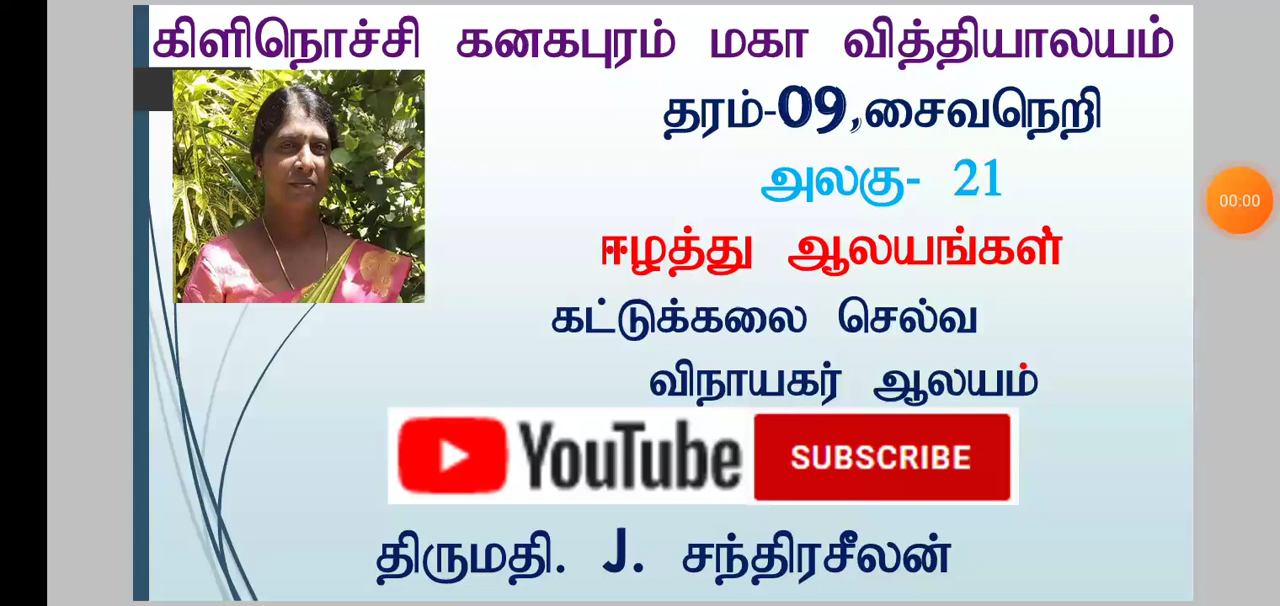 கிளிநொச்சி கனகபுரம் மகா வித்தியாலயம்
தரம்-09,சைவநெறி
அலகு- 21
00:00
ஈழத்து ஆலயங்கள்
கட்டுக்கலை செல்வ
விநாயகர் ஆலயம்
YouTube SUBSCRIBE
திருமதி. J. சந்திரசீலன்